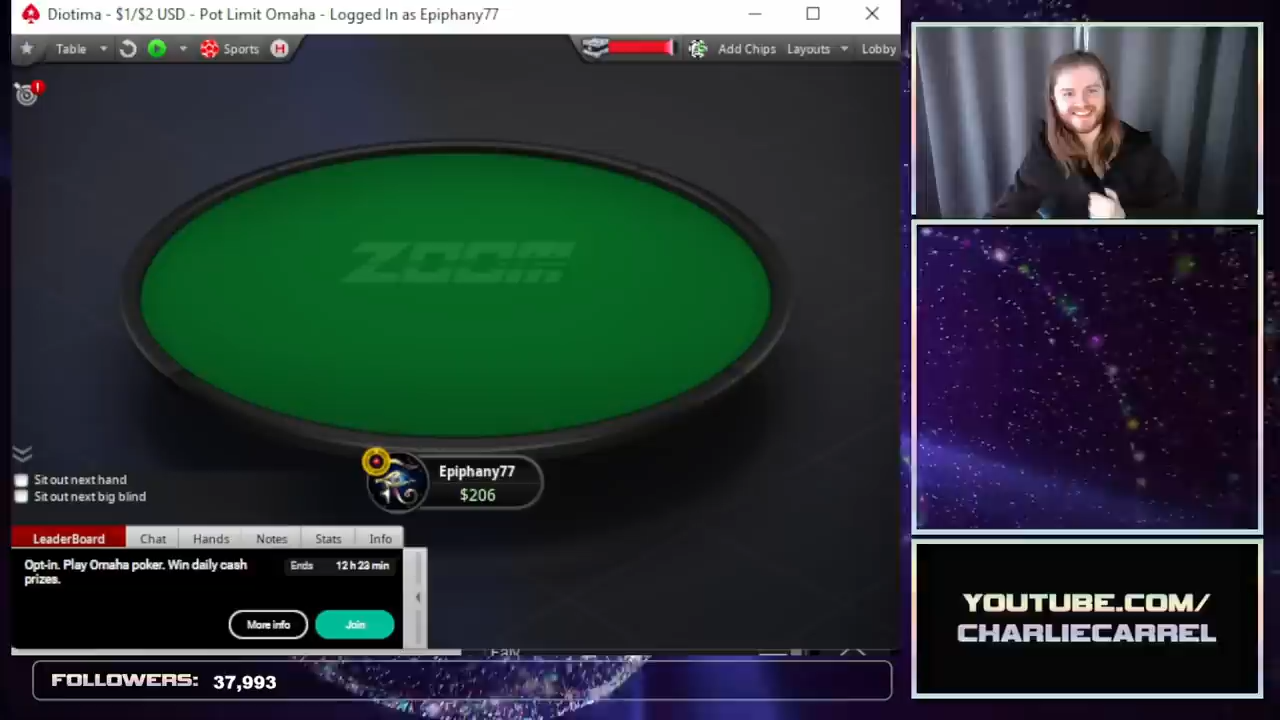 Diotima - $1/$2 USD - Pot Limit Omaha - Logged In as Epiphany77
Table
Sports
H
Add Chips
Layouts
Lobby
ZOOM
Epiphany77
$206
Sit out next hand
Sit out next big blind
LeaderBoard
Chat
Hands
Notes
Stats
Info
Opt-in. Play Omaha poker. Win daily cash
prizes.
Ends 12 h 23 min
More info
Join
FOLLOWERS: 37,993
YOUTUBE.COM/
CHARLIECARREL